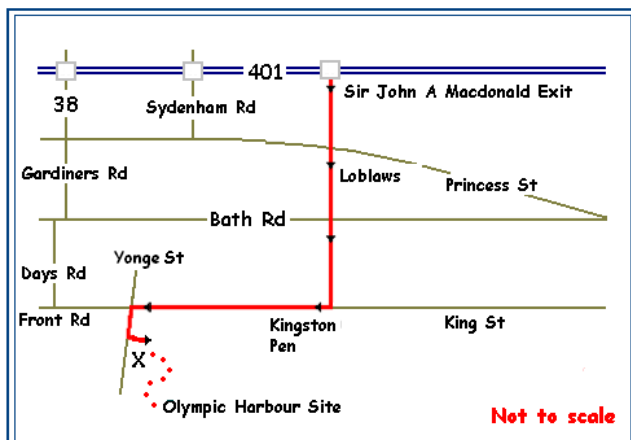 401
Sir John A Macdonald Exit
38
Sydenham Rd
Gardiners Rd
Loblaws
Princess St
Bath Rd
Yonge St
Days Rd
Front Rd
Kingston
Pen
King St
X
Olympic Harbour Site
Not to scale